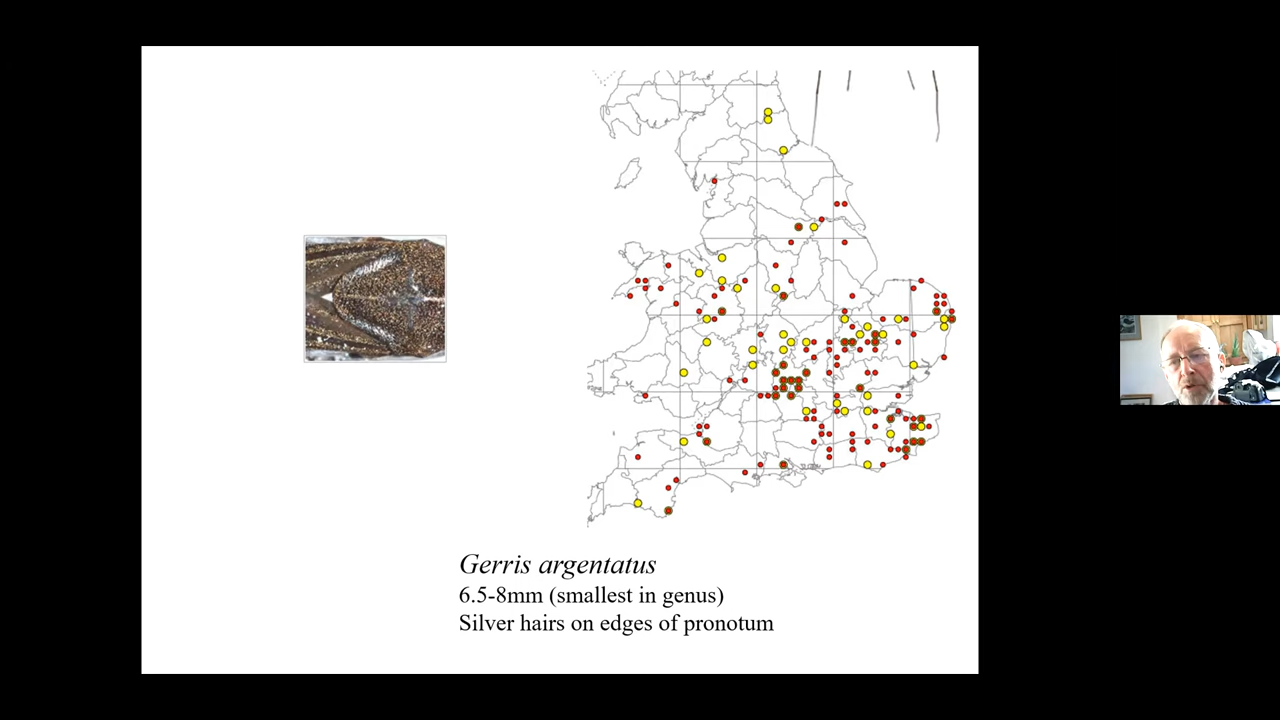 Gerris argentatus
6.5-8mm (smallest in genus)
Silver hairs on edges of pronotum